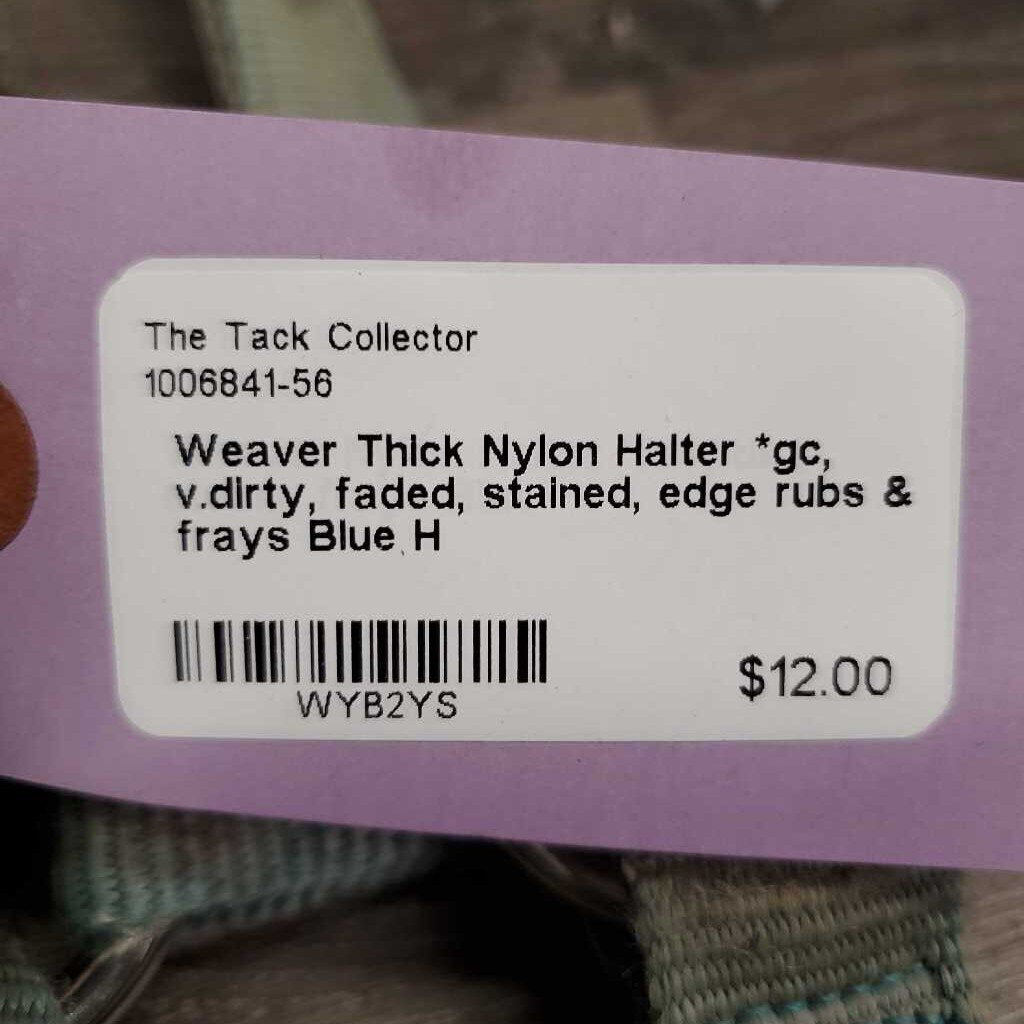 The Tack Collector
1006841-56
Weaver Thick Nylon Halter *gc,
v.dirty, faded, stained, edge rubs &
frays Blue H
WYB2YS
$12.00